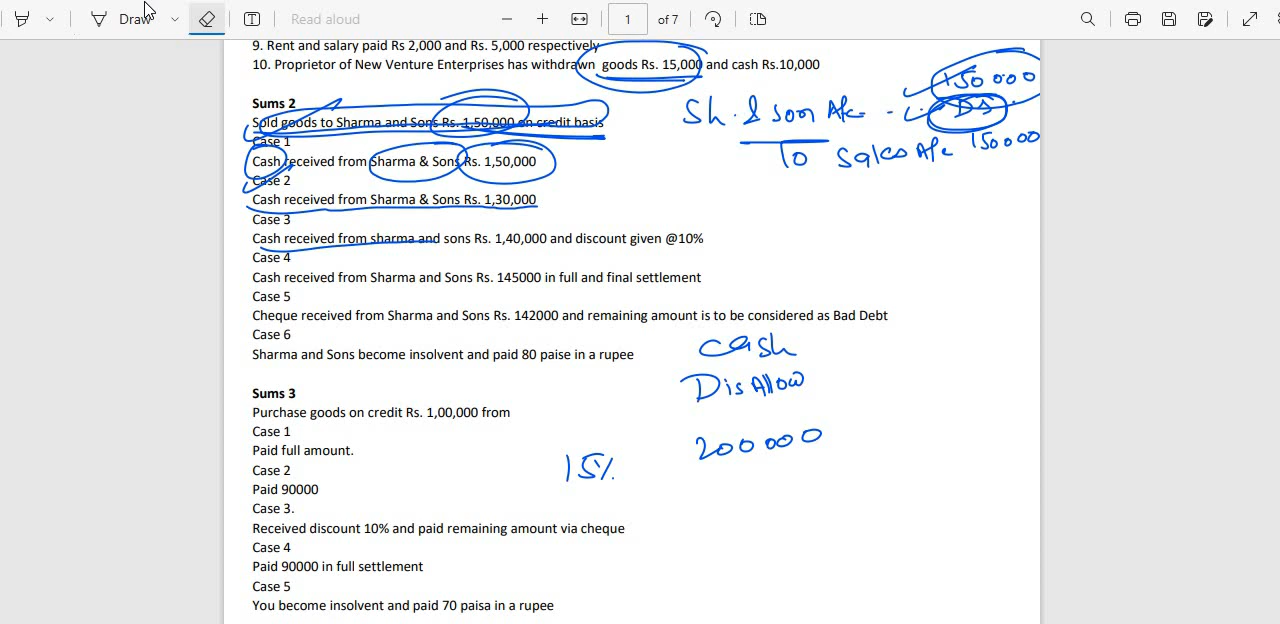 Draw Read aloud 1 of 7
9. Rent and salary paid Rs 2,000 and Rs. 5,000 respectively
10. Proprietor of New Venture Enterprises has withdrawn goods Rs. 15,000 and cash Rs.10,000
150000
Sums 2
Sh. & son A/c - Dr.
Sold goods to Sharma and Sons Rs. 1,50,000 on credit basis
Case 1
To Sales A/c 150000
Cash received from Sharma & Sons Rs. 1,50,000
Case 2
Cash received from Sharma & Sons Rs. 1,30,000
Case 3
Cash received from sharma and sons Rs. 1,40,000 and discount given @10%
Case 4
Cash received from Sharma and Sons Rs. 145000 in full and final settlement
Case 5
Cheque received from Sharma and Sons Rs. 142000 and remaining amount is to be considered as Bad Debt
Case 6
Cash
Sharma and Sons become insolvent and paid 80 paise in a rupee
Dis Allow
Sums 3
Purchase goods on credit Rs. 1,00,000 from
Case 1
200000
Paid full amount.
15%
Case 2
Paid 90000
Case 3.
Received discount 10% and paid remaining amount via cheque
Case 4
Paid 90000 in full settlement
Case 5
You become insolvent and paid 70 paisa in a rupee